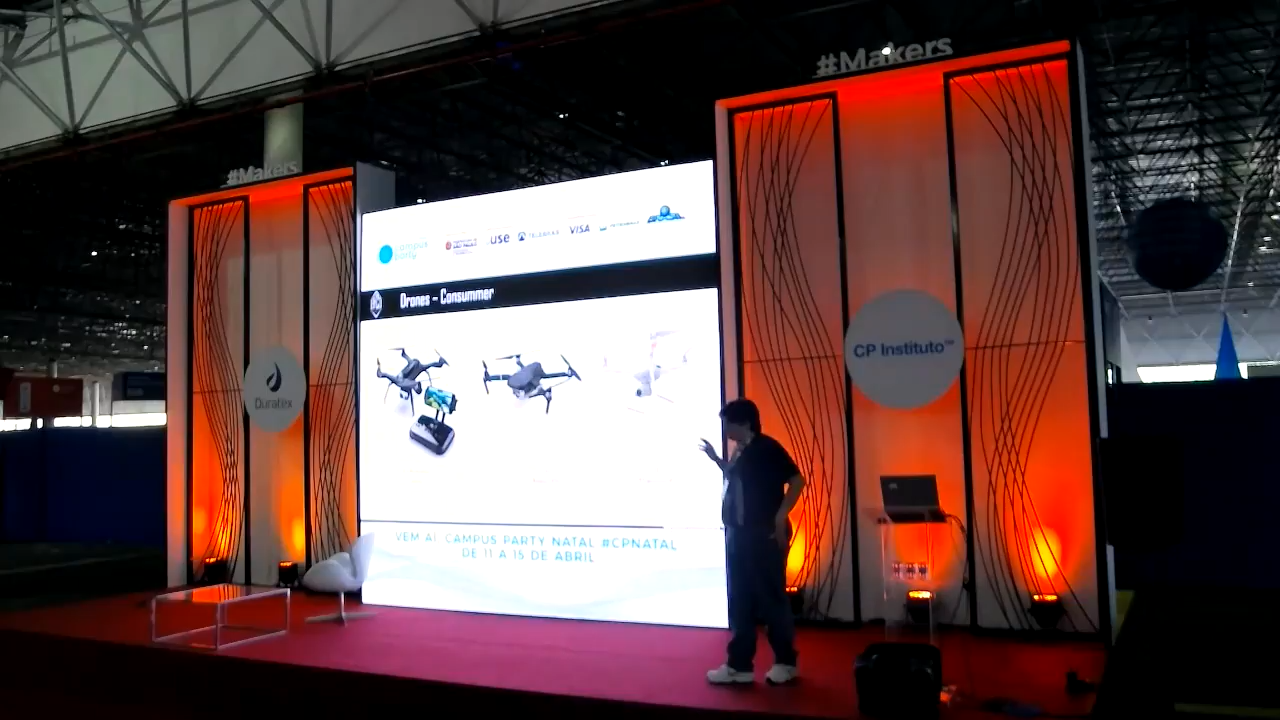 #Makers
#Makers
campus
party
use
VISA
Drones - Consummer
CP Instituto™
Duratex
VEM AÍ, CAMPUS PARTY NATAL #CPNATAL
DE 11 A 15 DE ABRIL